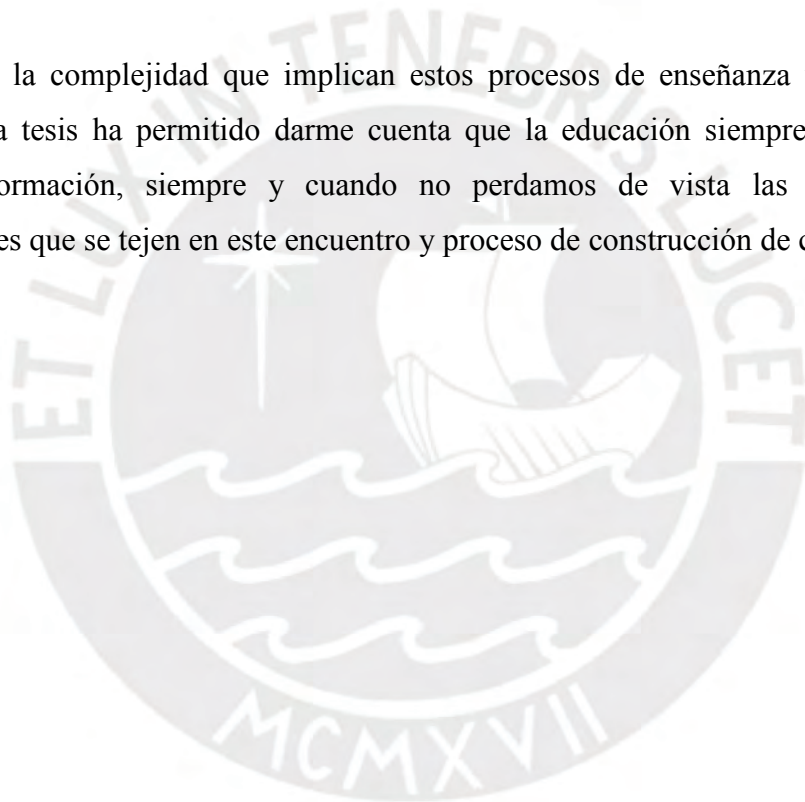 la complejidad que implican estos procesos de enseñanza
a tesis ha permitido darme cuenta que la educación siempre
ormación, siempre y cuando no perdamos de vista las
es que se tejen en este encuentro y proceso de construcción de c
ET LUX IN TENEBRIS LUCET
MCMXVII